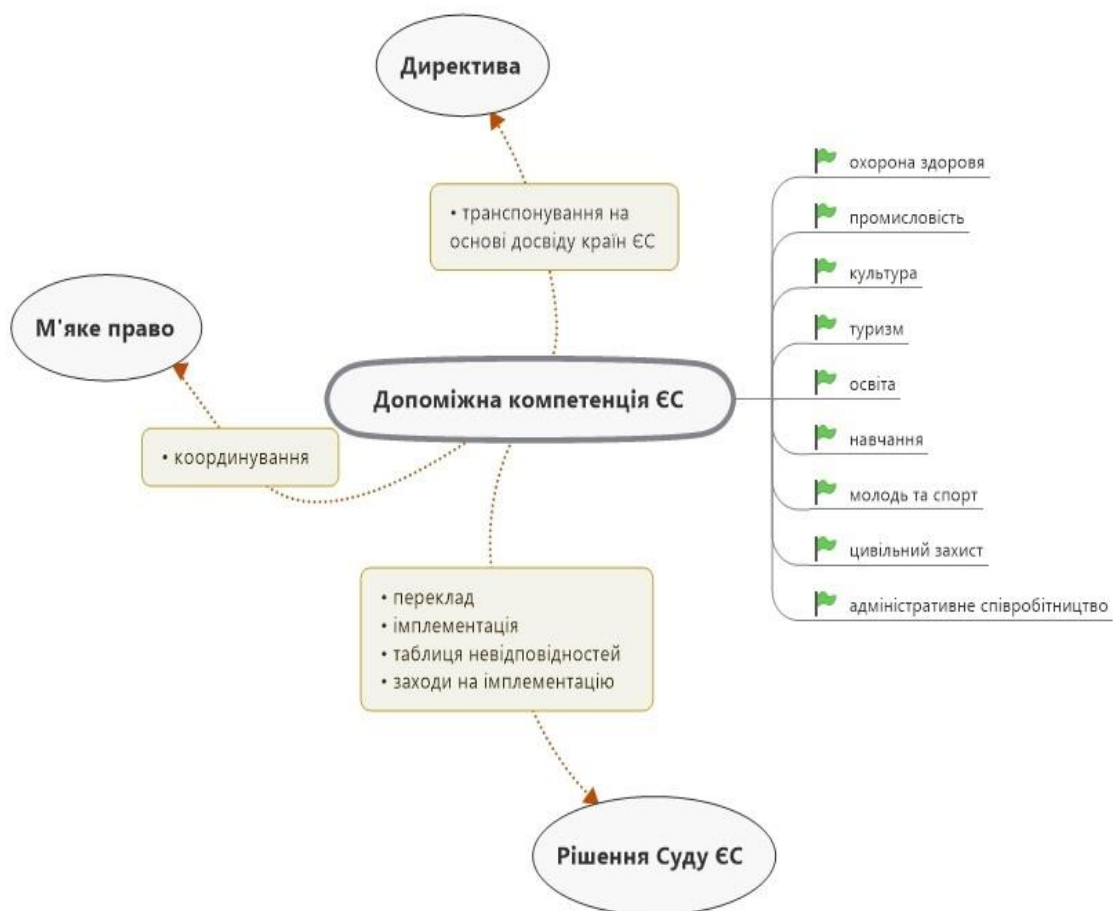 Директива
• транспонування на
основі досвіду країн ЄС
М'яке право
• координування
Допоміжна компетенція ЄС
охорона здоровя
промисловість
культура
туризм
освіта
навчання
молодь та спорт
цивільний захист
адміністративне співробітництво
• переклад
• імплементація
• таблиця невідповідностей
• заходи на імплементацію
Рішення Суду ЄС